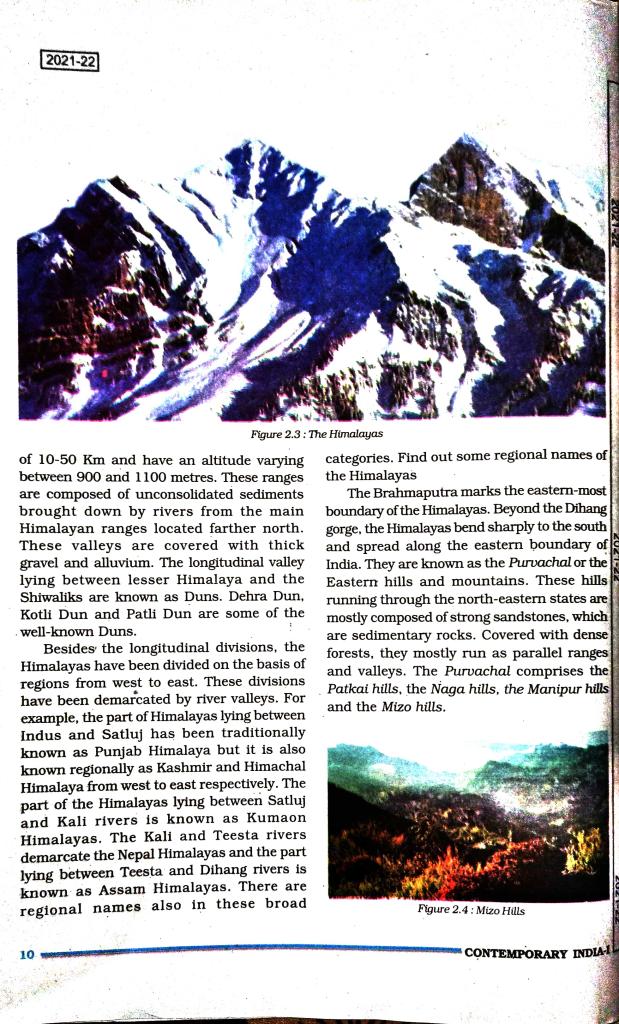 2021-22
Figure 2.3 : The Himalayas
of 10-50 Km and have an altitude varying
between 900 and 1100 metres. These ranges
are composed of unconsolidated sediments
brought down by rivers from the main
Himalayan ranges located farther north.
These valleys are covered with thick
gravel and alluvium. The longitudinal valley
lying between lesser Himalaya and the
Shiwaliks are known as Duns. Dehra Dun,
Kotli Dun and Patli Dun are some of the
well-known Duns.
Besides the longitudinal divisions, the
Himalayas have been divided on the basis of
regions from west to east. These divisions
have been demarcated by river valleys. For
example, the part of Himalayas lying between
Indus and Satluj has been traditionally
known as Punjab Himalaya but it is also
known regionally as Kashmir and Himachal
Himalaya from west to east respectively. The
part of the Himalayas lying between Satluj
and Kali rivers is known as Kumaon
Himalayas. The Kali and Teesta rivers
demarcate the Nepal Himalayas and the part
lying between Teesta and Dihang rivers is
known as Assam Himalayas. There are
regional names also in these broad
categories. Find out some regional names of
the Himalayas
The Brahmaputra marks the eastern-most
boundary of the Himalayas. Beyond the Dihang
gorge, the Himalayas bend sharply to the south
and spread along the eastern boundary of
India. They are known as the Purvachal or the
Eastern hills and mountains. These hills
running through the north-eastern states are
mostly composed of strong sandstones, which
are sedimentary rocks. Covered with dense
forests, they mostly run as parallel ranges
and valleys. The Purvachal comprises the
Patkai hills, the Naga hills, the Manipur hills
and the Mizo hills.
Figure 2.4 : Mizo Hills
10
CONTEMPORARY INDIA-I
2021-22
2021-22